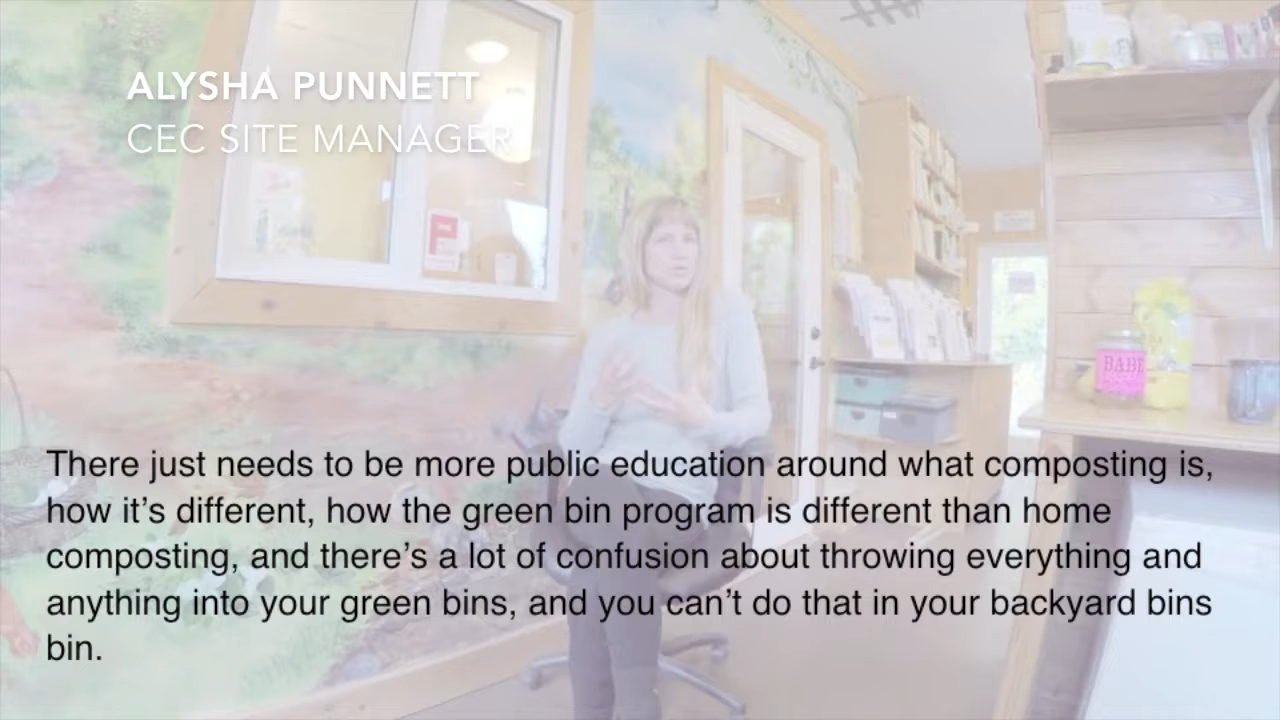 ALYSHA PUNNETT
CEC SITE MANAGER
BABE
There just needs to be more public education around what composting is,
how it’s different, how the green bin program is different than home
composting, and there’s a lot of confusion about throwing everything and
anything into your green bins, and you can’t do that in your backyard bins
bin.